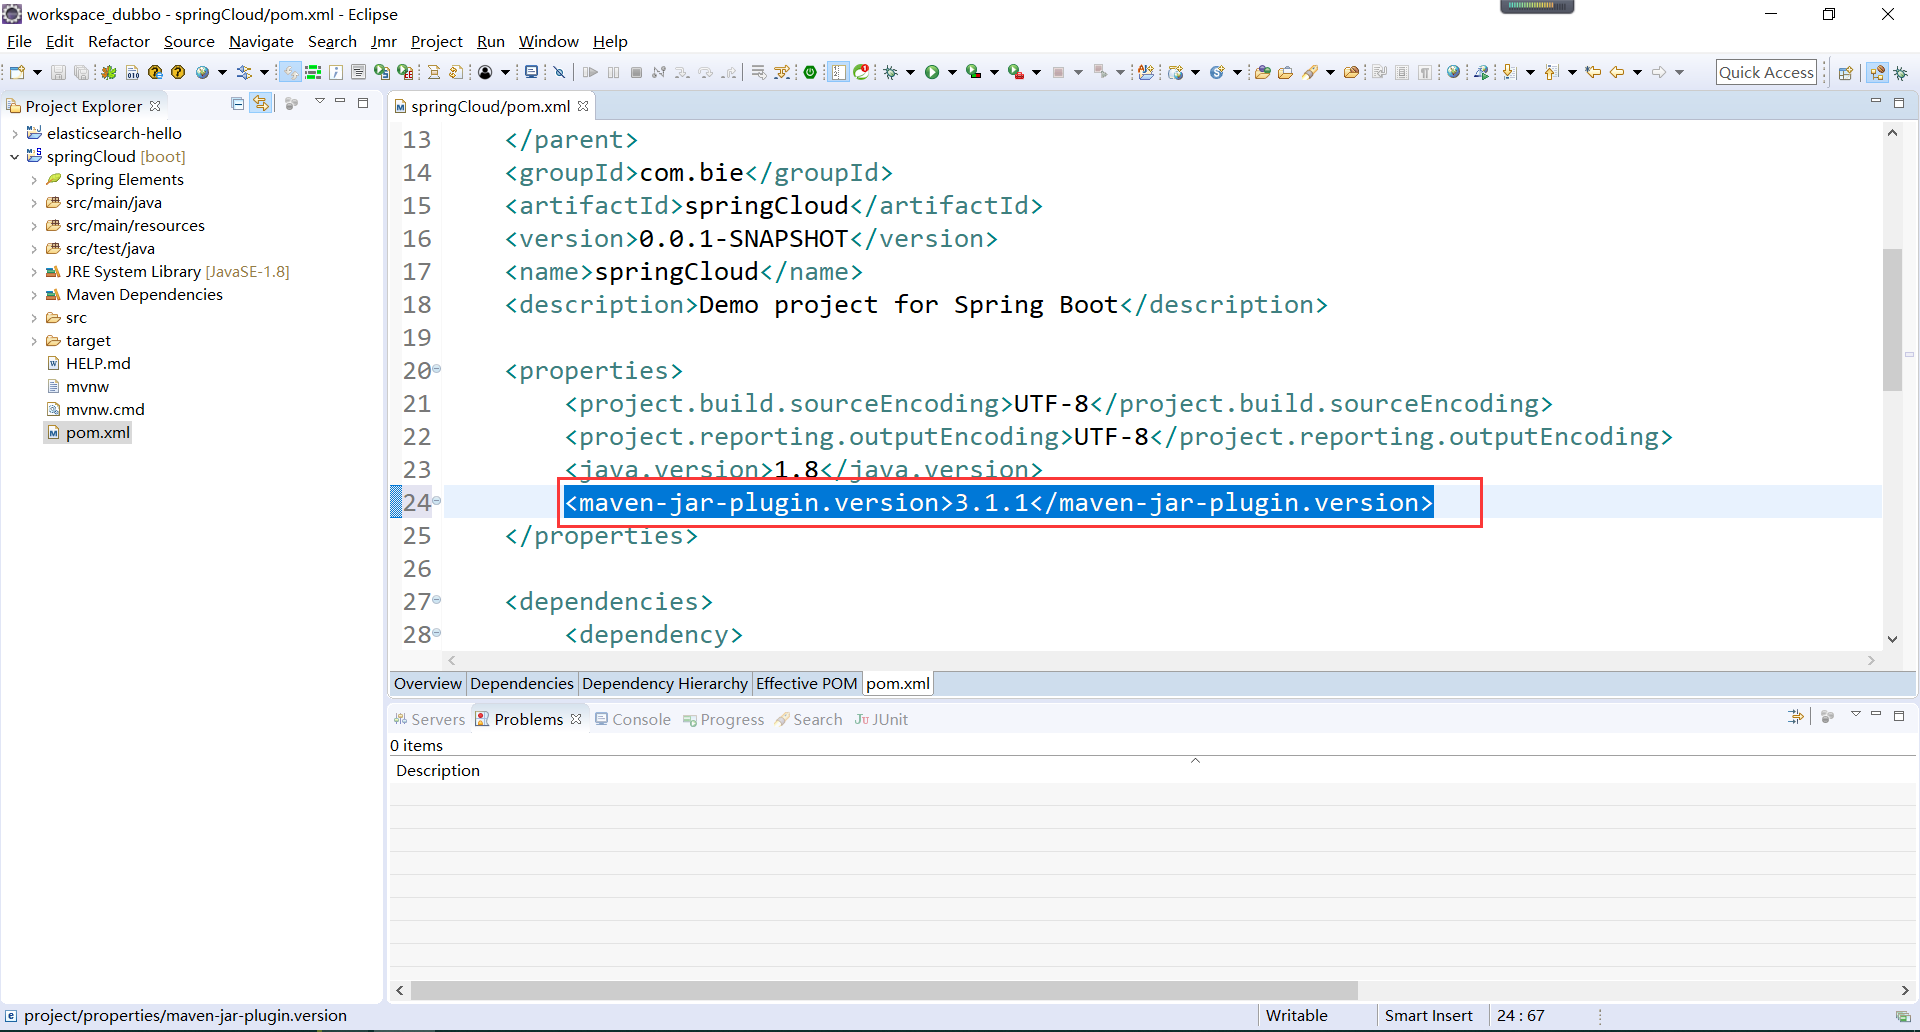 workspace_dubbo - springCloud/pom.xml - Eclipse
File Edit Refactor Source Navigate Search Jmr Project Run Window Help
Quick Access
Project Explorer
elasticsearch-hello
springCloud [boot]
Spring Elements
src/main/java
src/main/resources
src/test/java
JRE System Library [JavaSE-1.8]
Maven Dependencies
src
target
HELP.md
mvnw
mvnw.cmd
pom.xml
springCloud/pom.xml
13 </parent>
14 <groupId>com.bie</groupId>
15 <artifactId>springCloud</artifactId>
16 <version>0.0.1-SNAPSHOT</version>
17 <name>springCloud</name>
18 <description>Demo project for Spring Boot</description>
19
20 <properties>
21 <project.build.sourceEncoding>UTF-8</project.build.sourceEncoding>
22 <project.reporting.outputEncoding>UTF-8</project.reporting.outputEncoding>
23 <java.version>1.8</java.version>
24 <maven-jar-plugin.version>3.1.1</maven-jar-plugin.version>
25 </properties>
26
27 <dependencies>
28 <dependency>
Overview Dependencies Dependency Hierarchy Effective POM pom.xml
Servers Problems Console Progress Search JUnit
0 items
Description
project/properties/maven-jar-plugin.version Writable Smart Insert 24 : 67